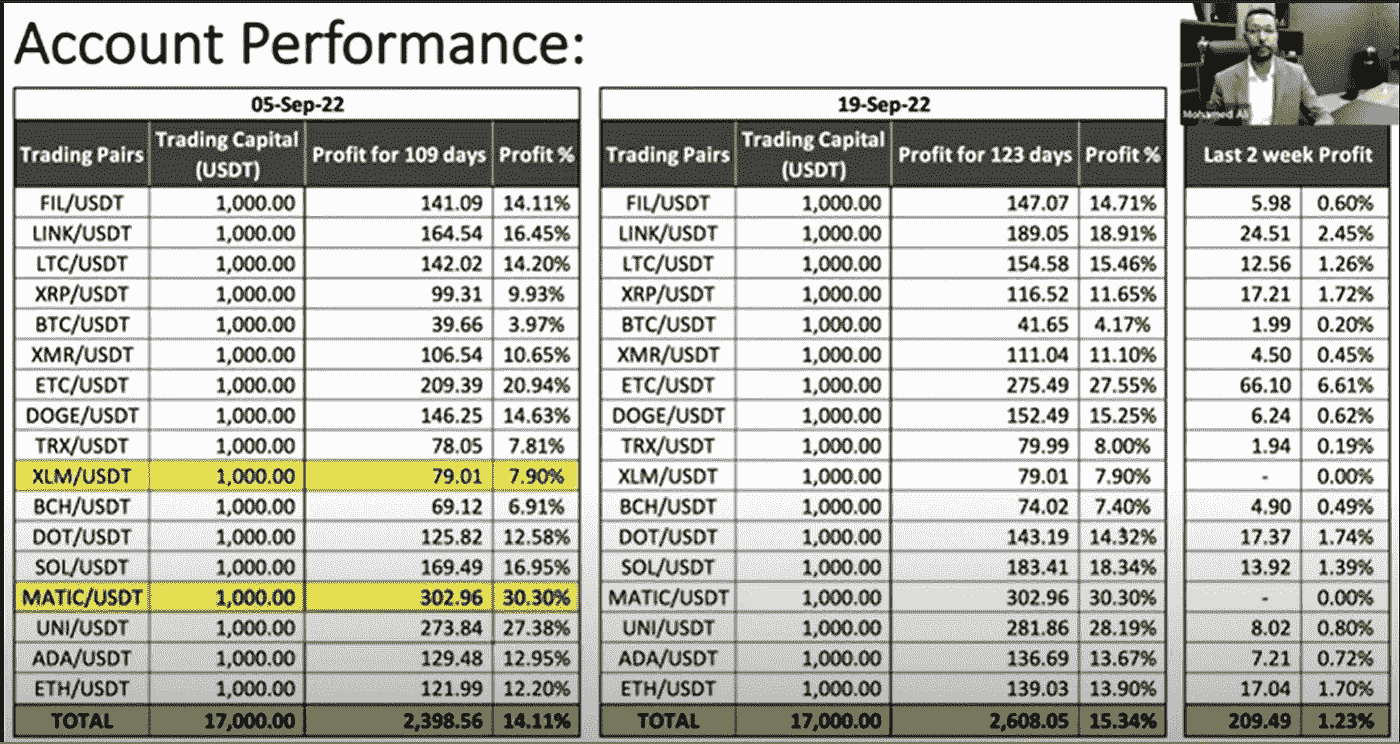 Account Performance:
Mohamed Al
05-Sep-22
Trading Pairs Trading Capital (USDT) Profit for 109 days Profit %
FIL/USDT 1,000.00 141.09 14.11%
LINK/USDT 1,000.00 164.54 16.45%
LTC/USDT 1,000.00 142.02 14.20%
XRP/USDT 1,000.00 99.31 9.93%
BTC/USDT 1,000.00 39.66 3.97%
XMR/USDT 1,000.00 106.54 10.65%
ETC/USDT 1,000.00 209.39 20.94%
DOGE/USDT 1,000.00 146.25 14.63%
TRX/USDT 1,000.00 78.05 7.81%
XLM/USDT 1,000.00 79.01 7.90%
BCH/USDT 1,000.00 69.12 6.91%
DOT/USDT 1,000.00 125.82 12.58%
SOL/USDT 1,000.00 169.49 16.95%
MATIC/USDT 1,000.00 302.96 30.30%
UNI/USDT 1,000.00 273.84 27.38%
ADA/USDT 1,000.00 129.48 12.95%
ETH/USDT 1,000.00 121.99 12.20%
TOTAL 17,000.00 2,398.56 14.11%
19-Sep-22
Trading Pairs Trading Capital (USDT) Profit for 123 days Profit %
FIL/USDT 1,000.00 147.07 14.71%
LINK/USDT 1,000.00 189.05 18.91%
LTC/USDT 1,000.00 154.58 15.46%
XRP/USDT 1,000.00 116.52 11.65%
BTC/USDT 1,000.00 41.65 4.17%
XMR/USDT 1,000.00 111.04 11.10%
ETC/USDT 1,000.00 275.49 27.55%
DOGE/USDT 1,000.00 152.49 15.25%
TRX/USDT 1,000.00 79.99 8.00%
XLM/USDT 1,000.00 79.01 7.90%
BCH/USDT 1,000.00 74.02 7.40%
DOT/USDT 1,000.00 143.19 14.32%
SOL/USDT 1,000.00 183.41 18.34%
MATIC/USDT 1,000.00 302.96 30.30%
UNI/USDT 1,000.00 281.86 28.19%
ADA/USDT 1,000.00 136.69 13.67%
ETH/USDT 1,000.00 139.03 13.90%
TOTAL 17,000.00 2,608.05 15.34%
Last 2 week Profit
5.98 0.60%
24.51 2.45%
12.56 1.26%
17.21 1.72%
1.99 0.20%
4.50 0.45%
66.10 6.61%
6.24 0.62%
1.94 0.19%
- 0.00%
4.90 0.49%
17.37 1.74%
13.92 1.39%
- 0.00%
8.02 0.80%
7.21 0.72%
17.04 1.70%
209.49 1.23%